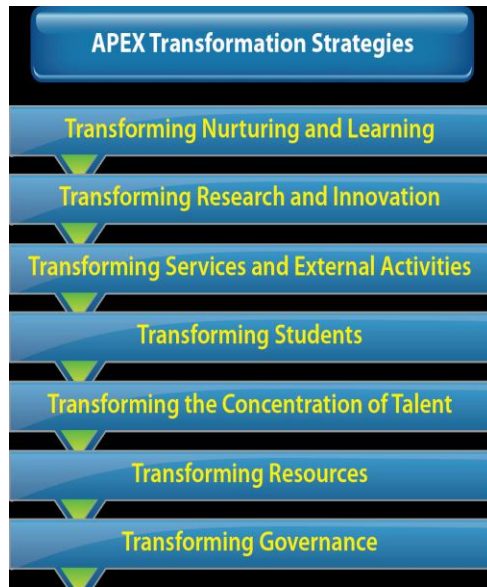 APEX Transformation Strategies
Transforming Nurturing and Learning
Transforming Research and Innovation
Transforming Services and External Activities
Transforming Students
Transforming the Concentration of Talent
Transforming Resources
Transforming Governance